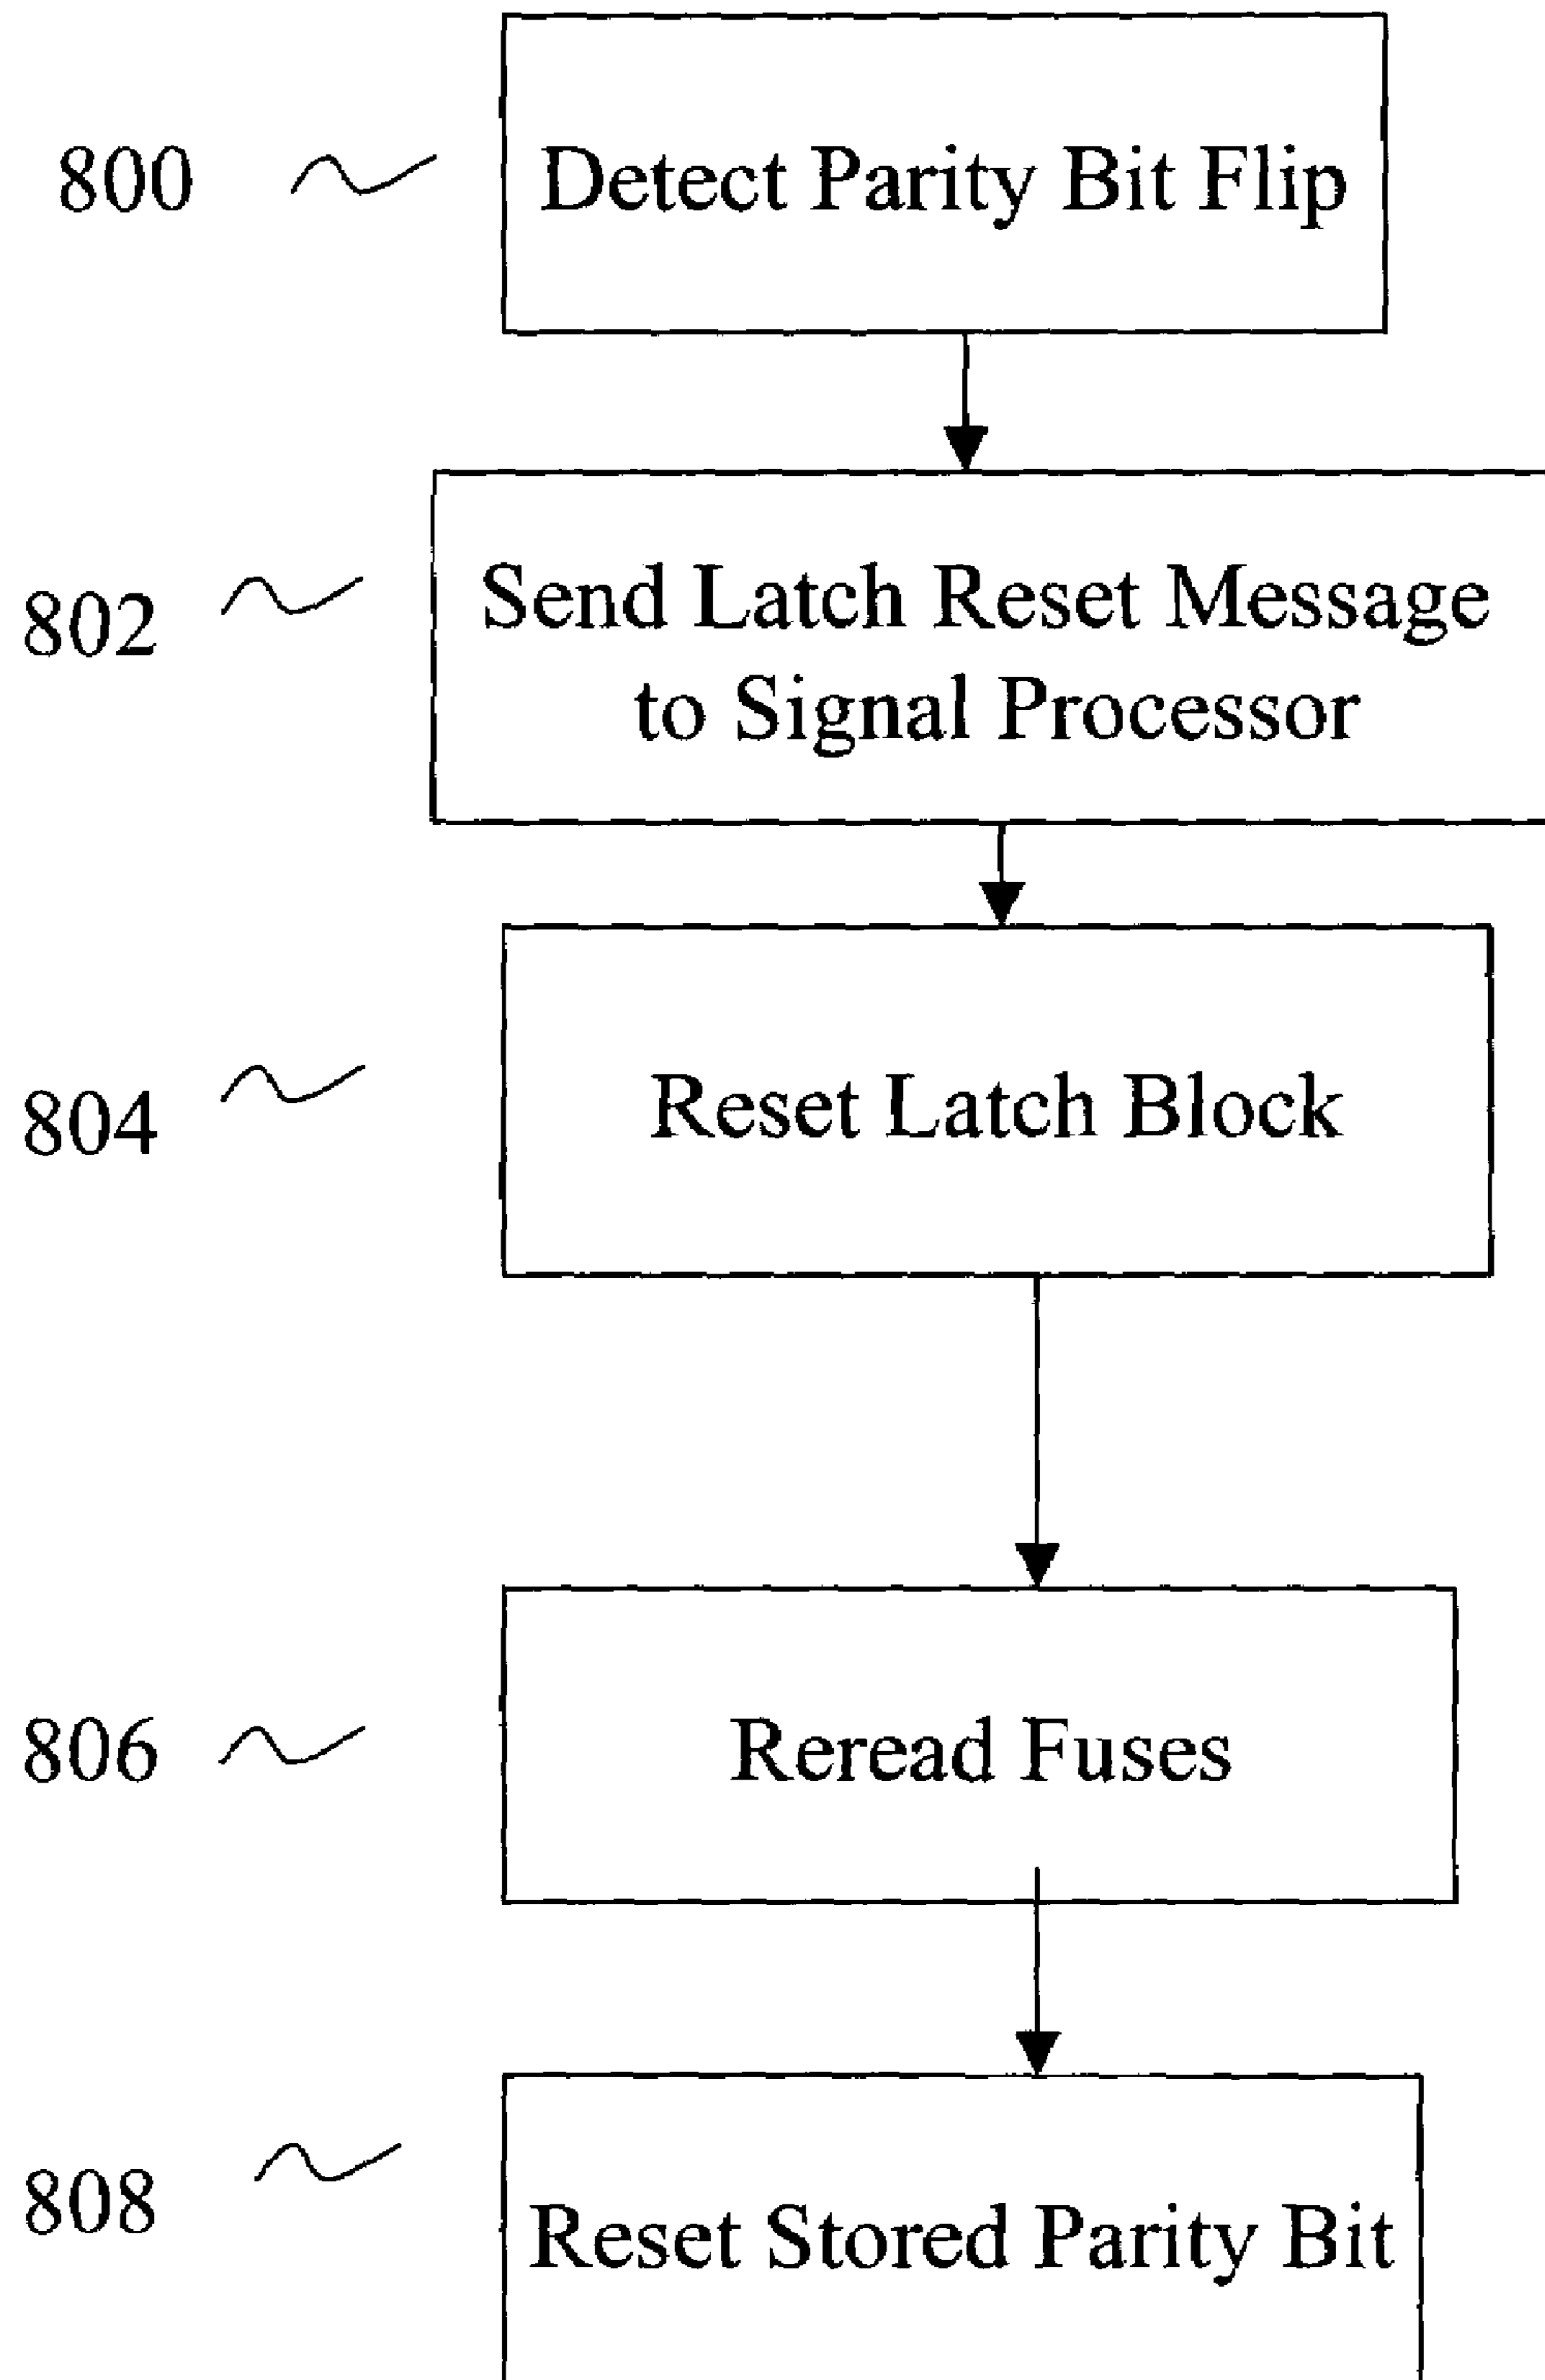 800
Detect Parity Bit Flip
802
Send Latch Reset Message
to Signal Processor
804
Reset Latch Block
806
Reread Fuses
808
Reset Stored Parity Bit